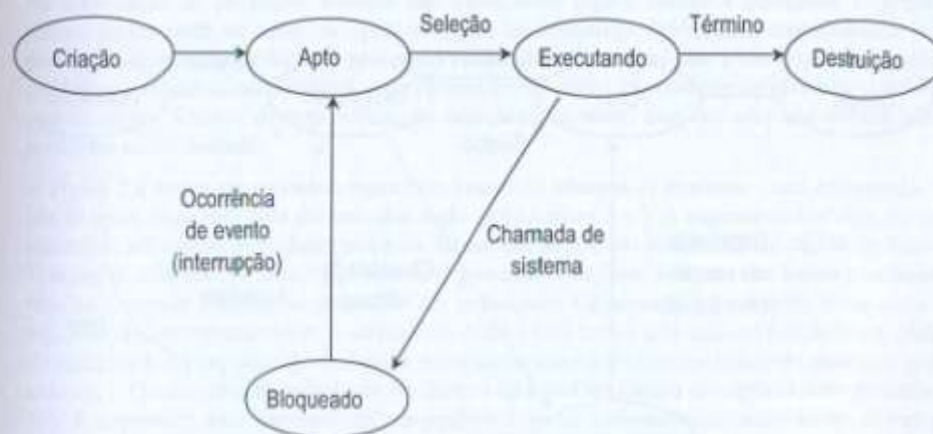 Seleção
Término
Criação
Apto
Executando
Destruição
Ocorrência
de evento
(interrupção)
Chamada de
sistema
Bloqueado